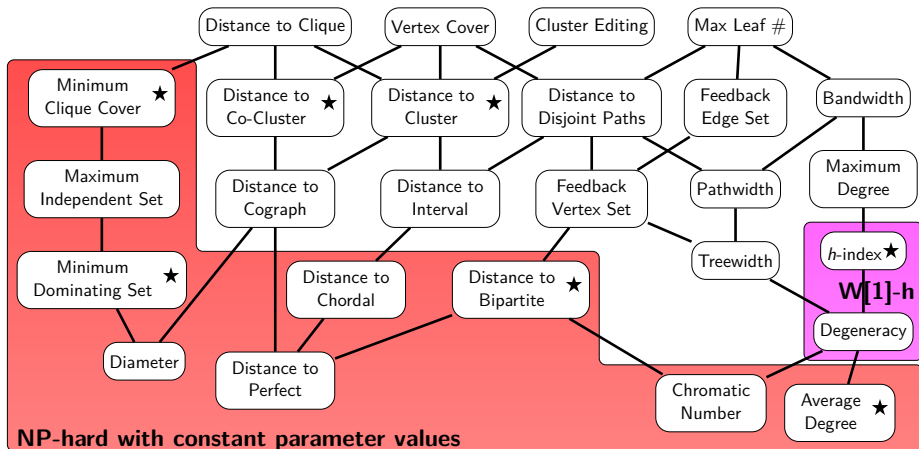 Distance to Clique
Vertex Cover
Cluster Editing
Max Leaf #
Minimum
Clique Cover ★
Distance to
Co-Cluster ★
Distance to
Cluster ★
Distance to
Disjoint Paths
Feedback
Edge Set
Bandwidth
Maximum
Independent Set
Distance to
Cograph
Distance to
Interval
Feedback
Vertex Set
Pathwidth
Maximum
Degree
Minimum
Dominating Set ★
Distance to
Chordal
Distance to
Bipartite ★
Treewidth
h-index ★
W[1]-h
Diameter
Distance to
Perfect
Degeneracy
Chromatic
Number
Average
Degree ★
NP-hard with constant parameter values